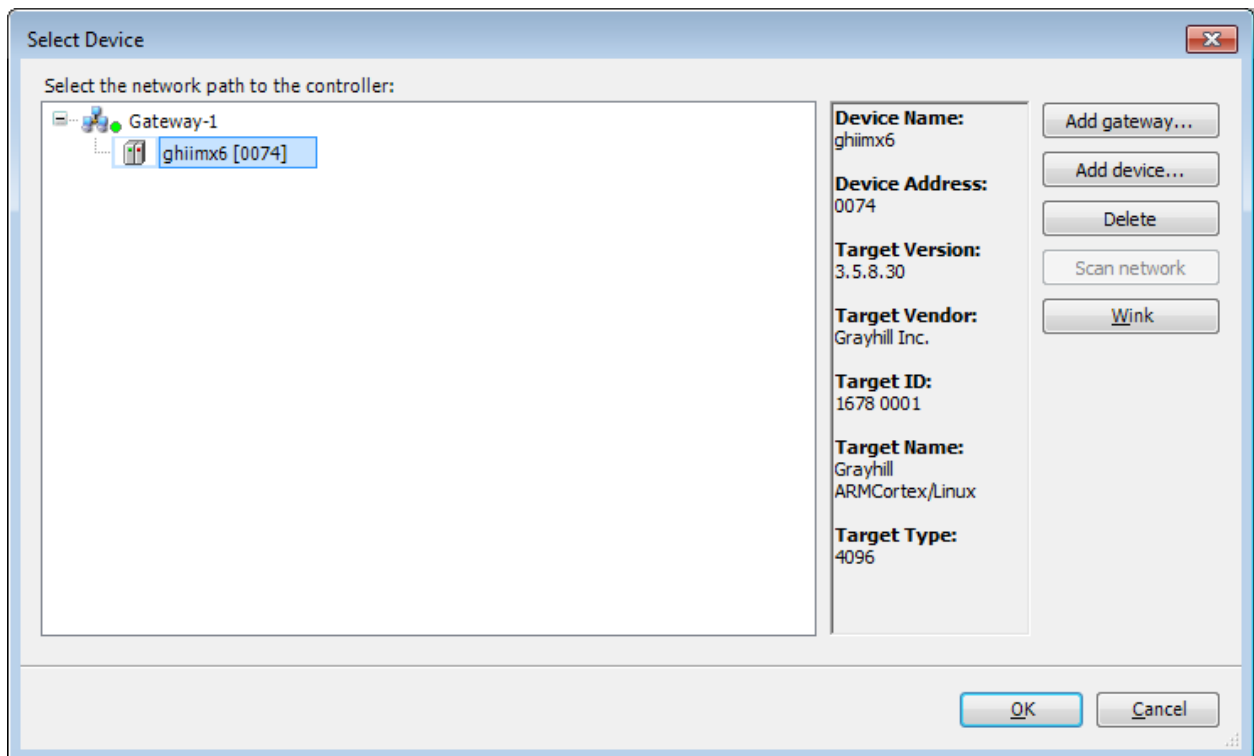 Select Device
Select the network path to the controller:
Gateway-1
ghiimx6 [0074]
Device Name:
ghiimx6
Device Address:
0074
Target Version:
3.5.8.30
Target Vendor:
Grayhill Inc.
Target ID:
1678 0001
Target Name:
Grayhill
ARMCortex/Linux
Target Type:
4096
Add gateway...
Add device...
Delete
Scan network
Wink
OK
Cancel